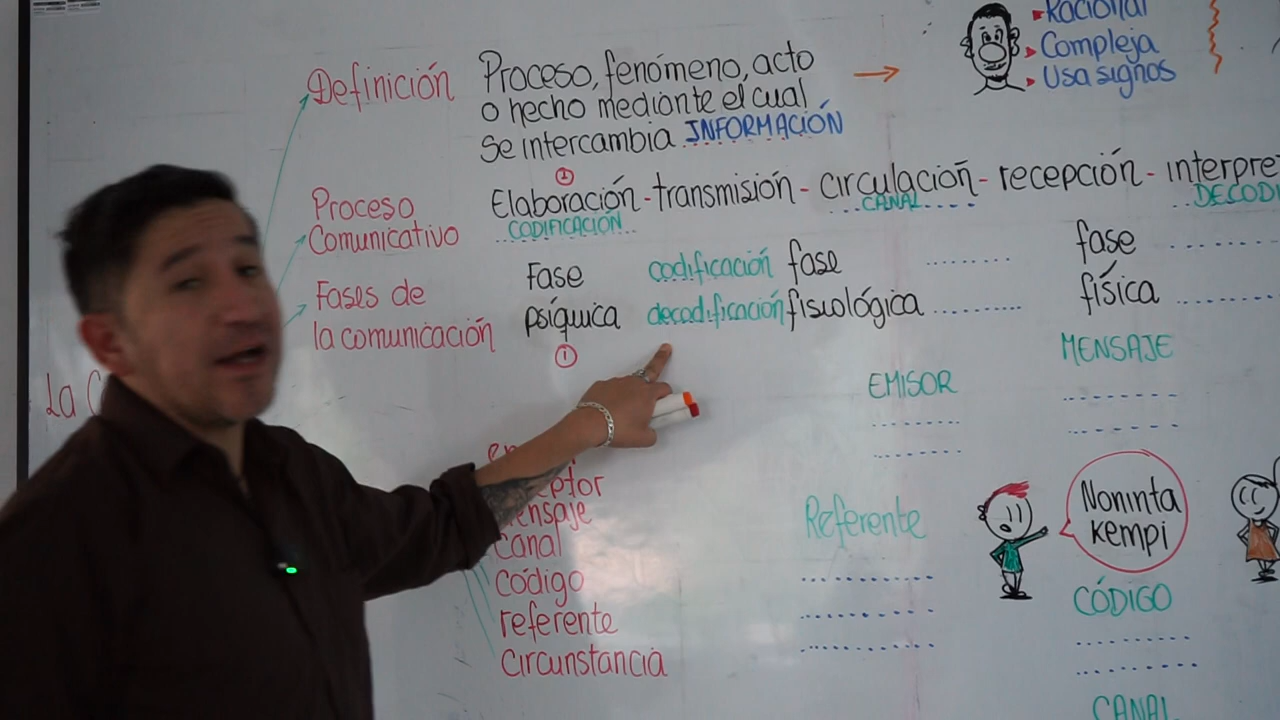 Definición
Proceso, fenómeno, acto
o hecho mediante el cual
se intercambia INFORMACIÓN
Racional
Compleja
Usa signos
Proceso
Comunicativo
Elaboración - transmisión - circulación - recepción - interpre
CODIFICACIÓN
CANAL
DECODI
Fases de
la comunicación
Fase
psíquica
codificación
decodificación
fase
fisiológica
fase
física
1
La C
EMISOR
MENSAJE
mensaje
canal
código
referente
circunstancia
Referente
Noninta
kempi
CÓDIGO
CANAL